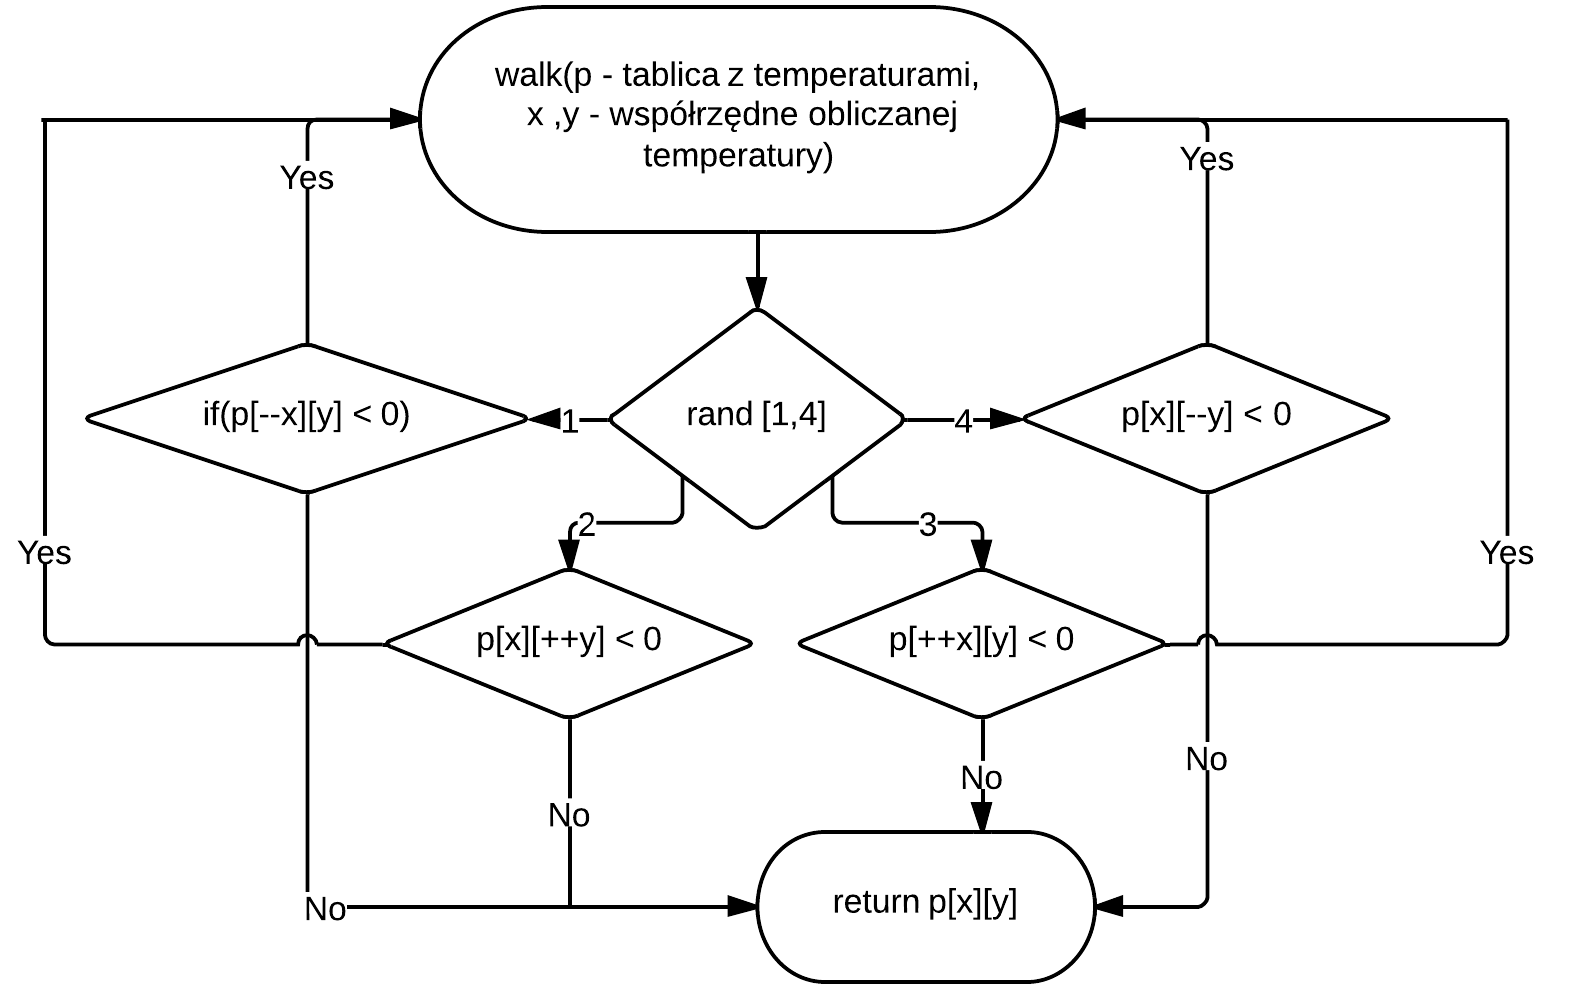 walk(p - tablica z temperaturami,
x ,y - współrzędne obliczanej
temperatury)
Yes
Yes
if(p[--x][y] < 0)
1
rand [1,4]
4
p[x][--y] < 0
2
3
Yes
Yes
p[x][++y] < 0
p[++x][y] < 0
No
No
No
No
return p[x][y]